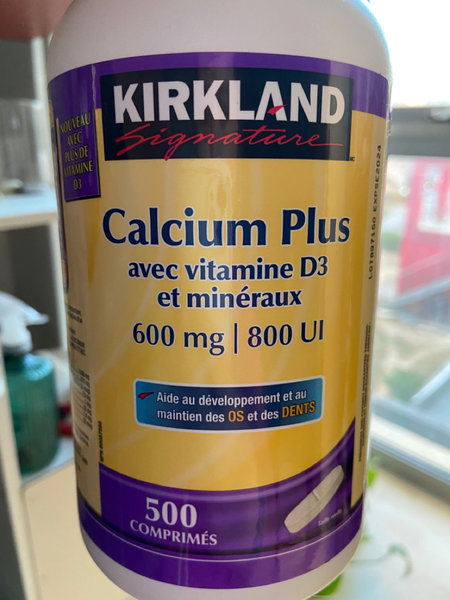 KIRKLAND
Signature
NOUVEAU
AVEC
PLUS DE
VITAMINE
D3
Calcium Plus
avec vitamine D3
et minéraux
600 mg | 800 UI
Aide au développement et au
maintien des OS et des DENTS
500
COMPRIMÉS
EXPSE2024